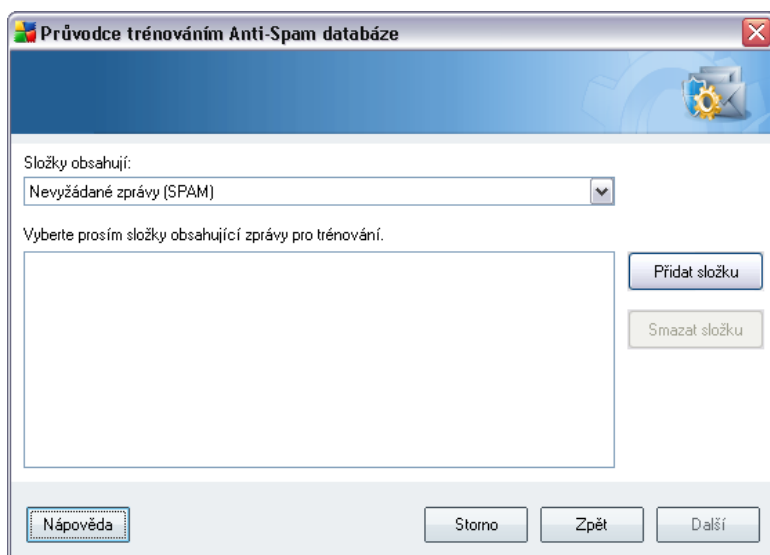 Průvodce trénováním Anti-Spam databáze
Složky obsahují:
Nevyžádané zprávy (SPAM)
Vyberte prosím složky obsahující zprávy pro trénování.
Přidat složku
Smazat složku
Nápověda
Storno
Zpět
Další